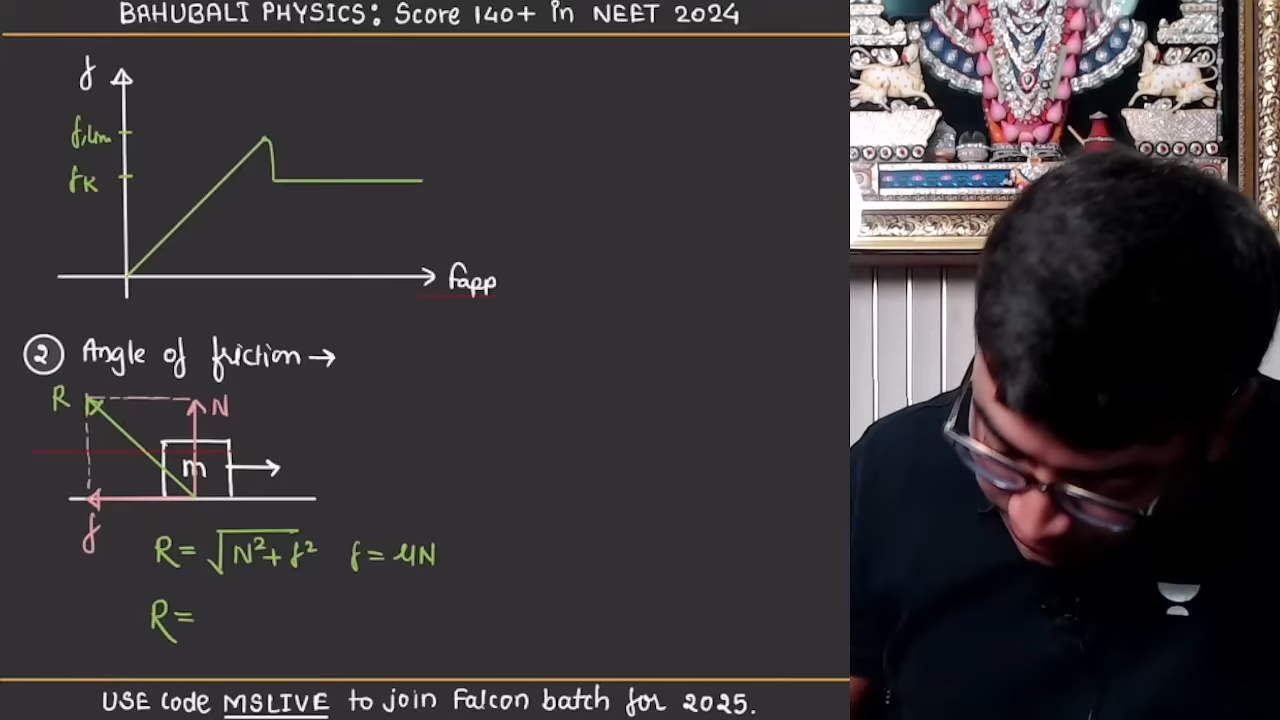 BAHUBALI PHYSICS: Score 140+ in NEET 2024
f
f,Lm
fK
Fapp
② Angle of friction →
R
N
m
f
R = √N²+f² f = μN
R =
USE Code MSLIVE to join Falcon batch for 2025.